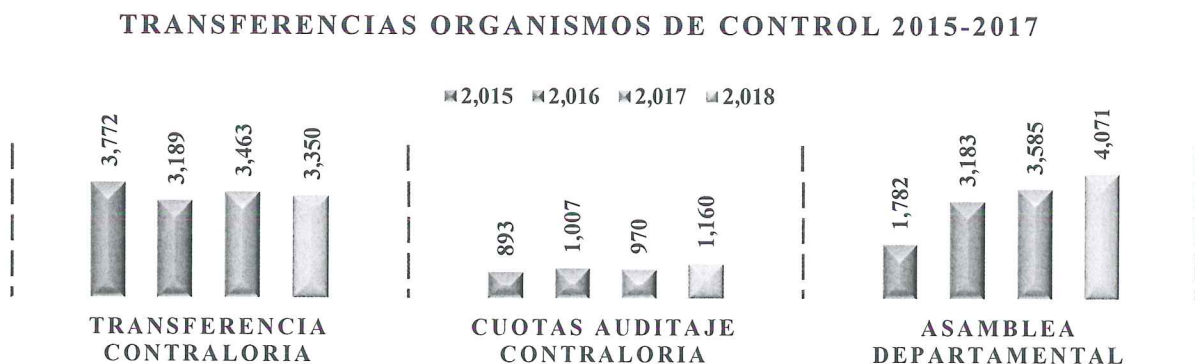 TRANSFERENCIAS ORGANISMOS DE CONTROL 2015-2017
2,015 2,016 2,017 2,018
3,772 3,189 3,463 3,350
893 1,007 970 1,160
1,782 3,183 3,585 4,071
TRANSFERENCIA
CONTRALORIA
CUOTAS AUDITAJE
CONTRALORIA
ASAMBLEA
DEPARTAMENTAL